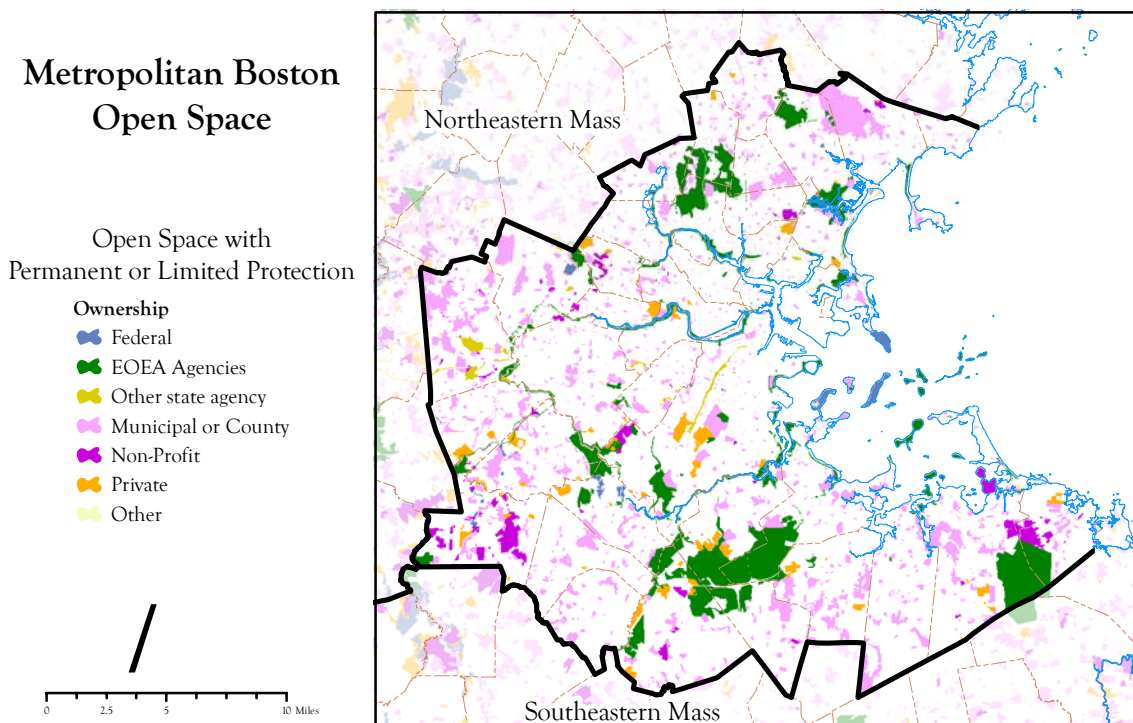 Metropolitan Boston
Open Space
Open Space with
Permanent or Limited Protection
Ownership
Federal
EOEA Agencies
Other state agency
Municipal or County
Non-Profit
Private
Other
0 2.5 5 10 Miles
Northeastern Mass
Southeastern Mass